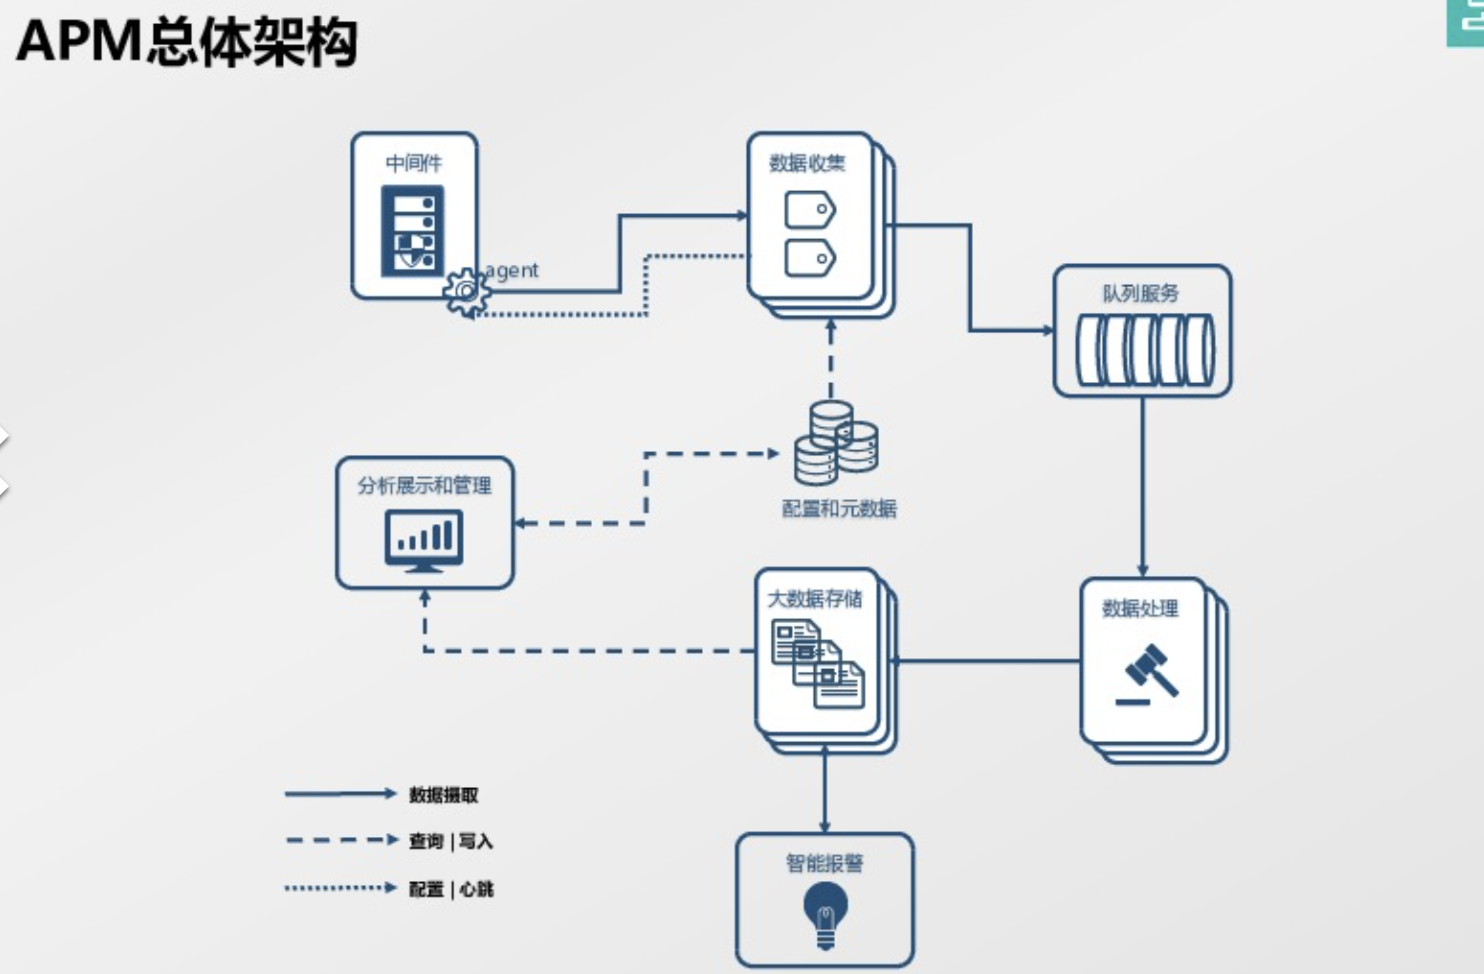 APM总体架构
中间件
agent
数据收集
队列服务
配置和元数据
分析展示和管理
大数据存储
数据处理
智能报警
数据摄取
查询 | 写入
配置 | 心跳